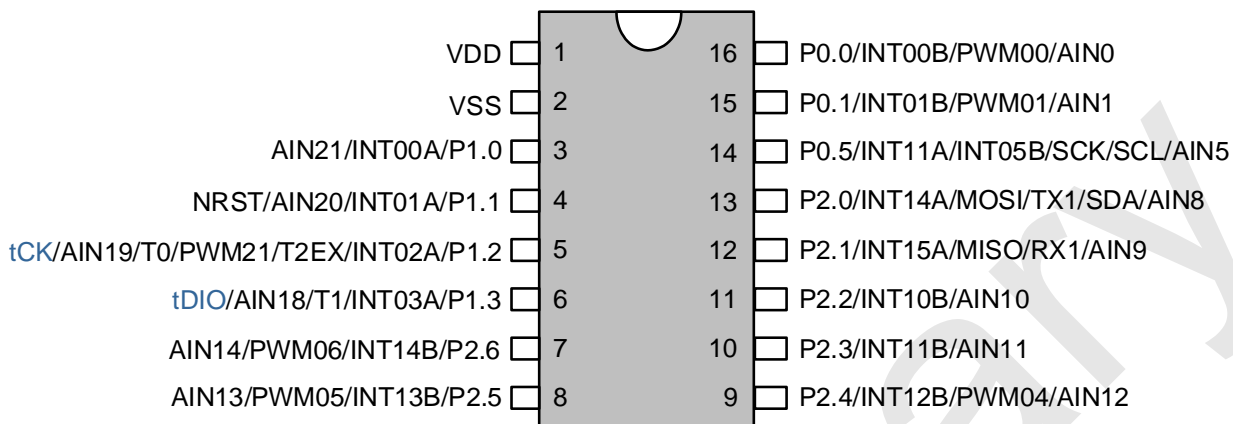 VDD 1 16 P0.0/INT00B/PWM00/AIN0
VSS 2 15 P0.1/INT01B/PWM01/AIN1
AIN21/INT00A/P1.0 3 14 P0.5/INT11A/INT05B/SCK/SCL/AIN5
NRST/AIN20/INT01A/P1.1 4 13 P2.0/INT14A/MOSI/TX1/SDA/AIN8
tCK/AIN19/T0/PWM21/T2EX/INT02A/P1.2 5 12 P2.1/INT15A/MISO/RX1/AIN9
tDIO/AIN18/T1/INT03A/P1.3 6 11 P2.2/INT10B/AIN10
AIN14/PWM06/INT14B/P2.6 7 10 P2.3/INT11B/AIN11
AIN13/PWM05/INT13B/P2.5 8 9 P2.4/INT12B/PWM04/AIN12